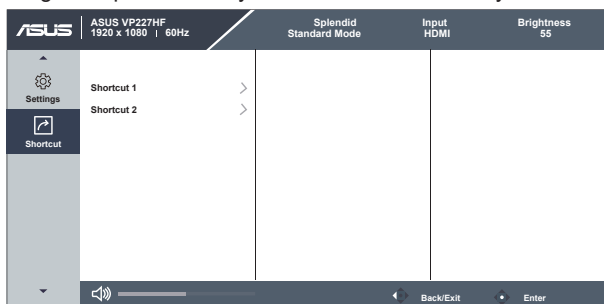 ASUS
ASUS VP227HF
1920 x 1080 | 60Hz
Splendid
Standard Mode
Input
HDMI
Brightness
55
Settings
Shortcut
Shortcut 1
Shortcut 2
Back/Exit
Enter